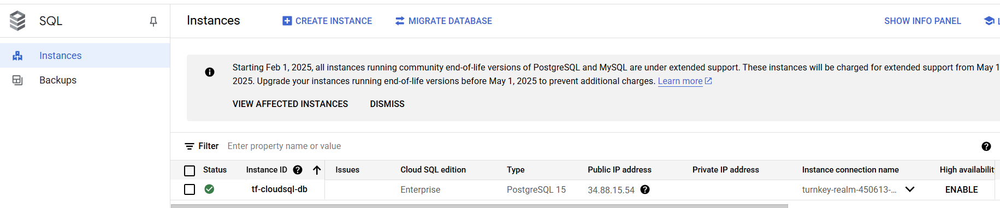 SQL
Instances
CREATE INSTANCE
MIGRATE DATABASE
SHOW INFO PANEL
L
Instances
Backups
Starting Feb 1, 2025, all instances running community end-of-life versions of PostgreSQL and MySQL are under extended support. These instances will be charged for extended support from May 1
2025. Upgrade your instances running end-of-life versions before May 1, 2025 to prevent additional charges. Learn more
VIEW AFFECTED INSTANCES DISMISS
Filter Enter property name or value
Status Instance ID Issues Cloud SQL edition Type Public IP address Private IP address Instance connection name High availabilit
tf-cloudsql-db Enterprise PostgreSQL 15 34.88.15.54 turnkey-realm-450613-... ENABLE